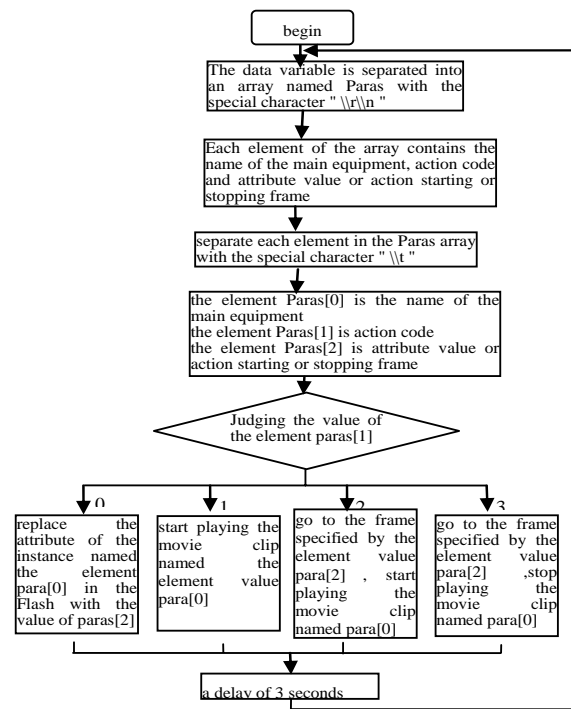 begin
The data variable is separated into
an array named Paras with the
special character " \\r\\n "
Each element of the array contains the
name of the main equipment, action code
and attribute value or action starting or
stopping frame
separate each element in the Paras array
with the special character " \\t "
the element Paras[0] is the name of the
main equipment
the element Paras[1] is action code
the element Paras[2] is attribute value or
action starting or stopping frame
Judging the value of
the element paras[1]
0
1
2
3
replace the
attribute of the
instance named
the element
para[0] in the
Flash with the
value of paras[2]
start playing the
movie clip
named the
element value
para[0]
go to the frame
specified by the
element value
para[2] , start
playing the
movie clip
named para[0]
go to the frame
specified by the
element value
para[2] ,stop
playing the
movie clip
named para[0]
a delay of 3 seconds